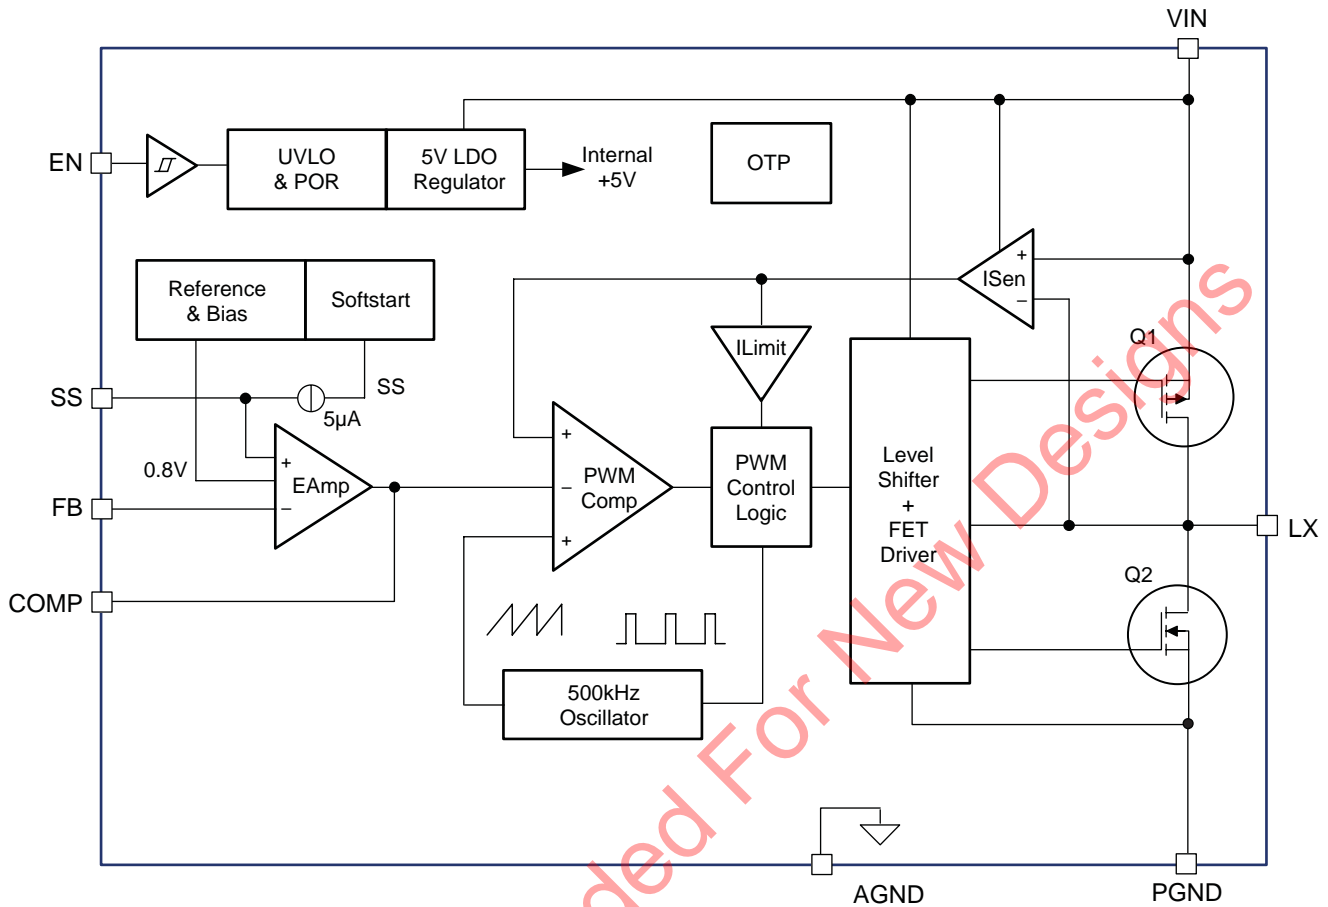 VIN
EN
UVLO
& POR
5V LDO
Regulator
Internal
+5V
OTP
Reference
& Bias
Softstart
+
ISen
−
ILimit
Q1
SS
SS
5µA
0.8V
+
EAmp
−
FB
+
PWM
Comp
−
+
PWM
Control
Logic
Level
Shifter
+
FET
Driver
LX
Q2
COMP
500kHz
Oscillator
AGND
PGND
ded For New Designs